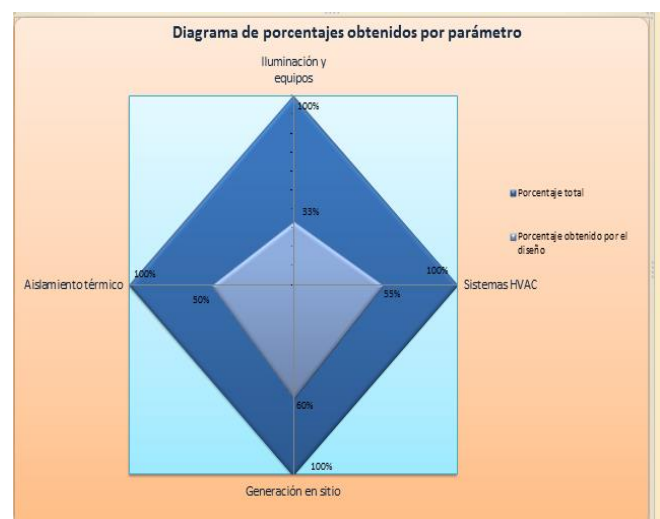 Diagrama de porcentajes obtenidos por parámetro
Iluminación y
equipos
100%
33%
Porcentaje total
Porcentaje obtenido por el
diseño
Aislamiento térmico
100%
50%
100%
55%
Sistemas HVAC
60%
100%
Generación en sitio